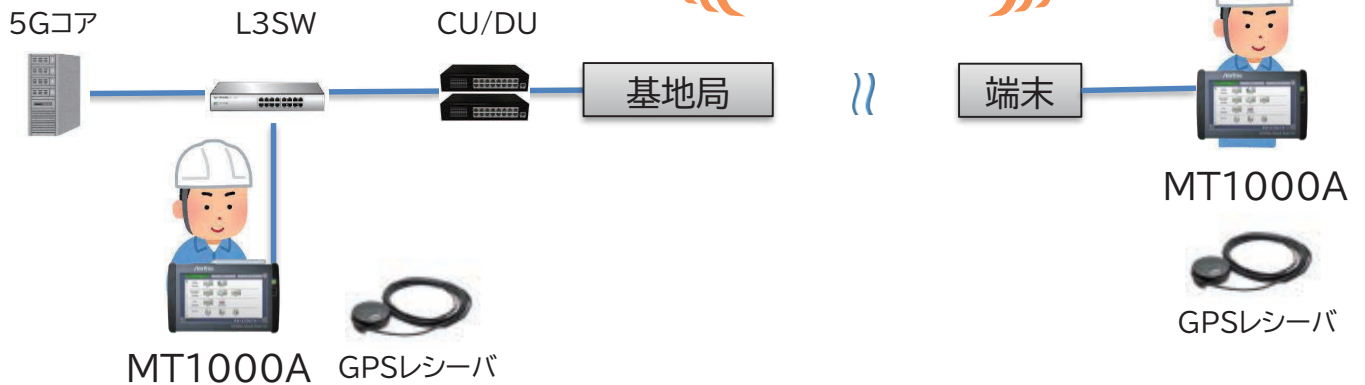 5Gコア
L3SW
CU/DU
基地局
端末
MT1000A
GPSレシーバ
MT1000A
GPSレシーバ